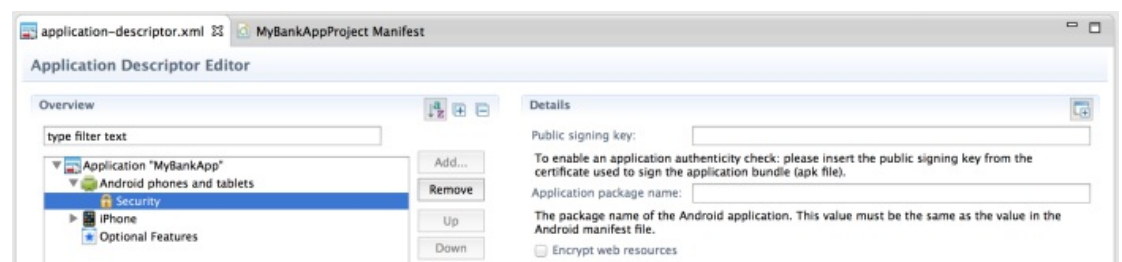 application-descriptor.xml MyBankAppProject Manifest
Application Descriptor Editor
Overview
type filter text
Application "MyBankApp"
Android phones and tablets
Security
iPhone
Optional Features
Add...
Remove
Up
Down
Details
Public signing key:
To enable an application authenticity check: please insert the public signing key from the
certificate used to sign the application bundle (apk file).
Application package name:
The package name of the Android application. This value must be the same as the value in the
Android manifest file.
Encrypt web resources